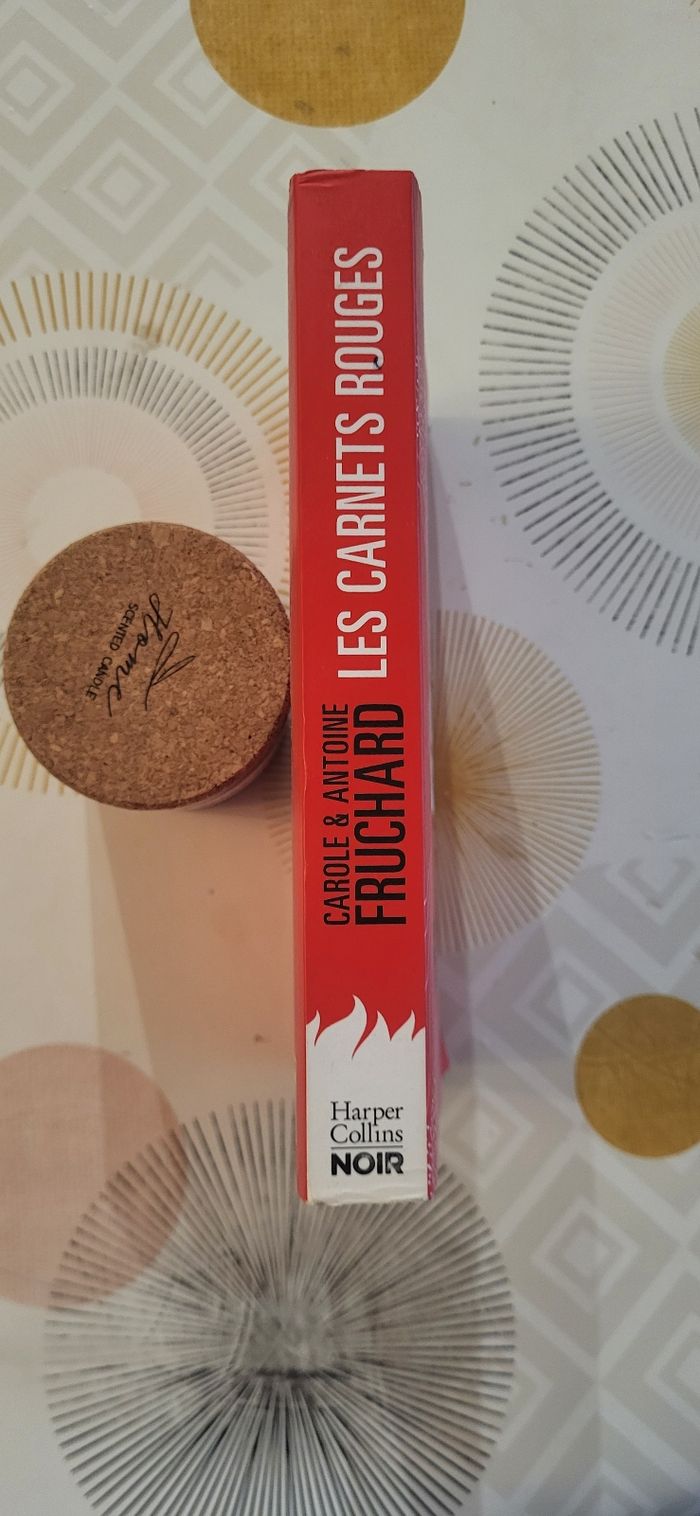 LES CARNETS ROUGES
CAROLE & ANTOINE
FRUCHARD
Harper
Collins
NOIR
Home
SCENTED CANDLE